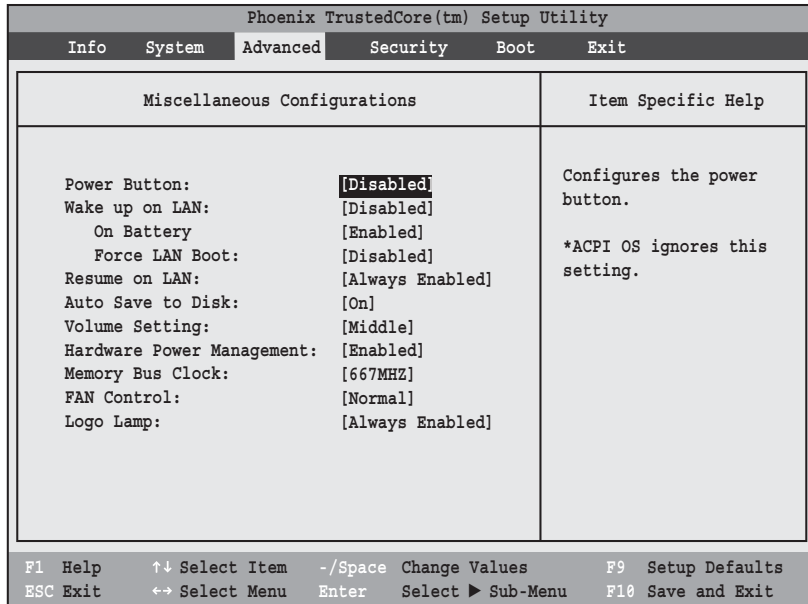 Phoenix TrustedCore(tm) Setup Utility
Info System Advanced Security Boot Exit
Miscellaneous Configurations
Item Specific Help
Power Button: [Disabled]
Wake up on LAN: [Disabled]
On Battery [Enabled]
Force LAN Boot: [Disabled]
Resume on LAN: [Always Enabled]
Auto Save to Disk: [On]
Volume Setting: [Middle]
Hardware Power Management: [Enabled]
Memory Bus Clock: [667MHZ]
FAN Control: [Normal]
Logo Lamp: [Always Enabled]
Configures the power
button.
*ACPI OS ignores this
setting.
F1 Help ↑↓ Select Item -/Space Change Values F9 Setup Defaults
ESC Exit ←→ Select Menu Enter Select ▶ Sub-Menu F10 Save and Exit